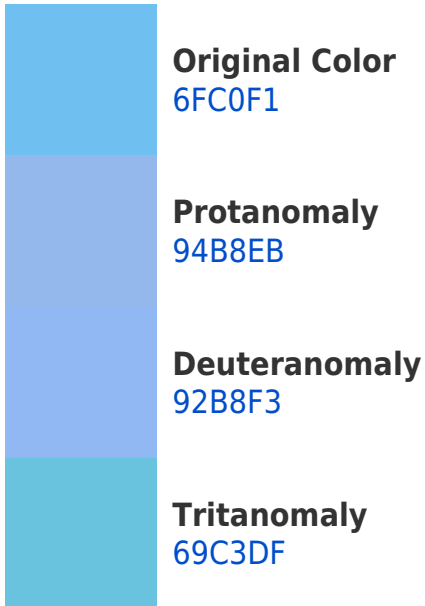 Original Color
6FC0F1
Protanomaly
94B8EB
Deuteranomaly
92B8F3
Tritanomaly
69C3DF